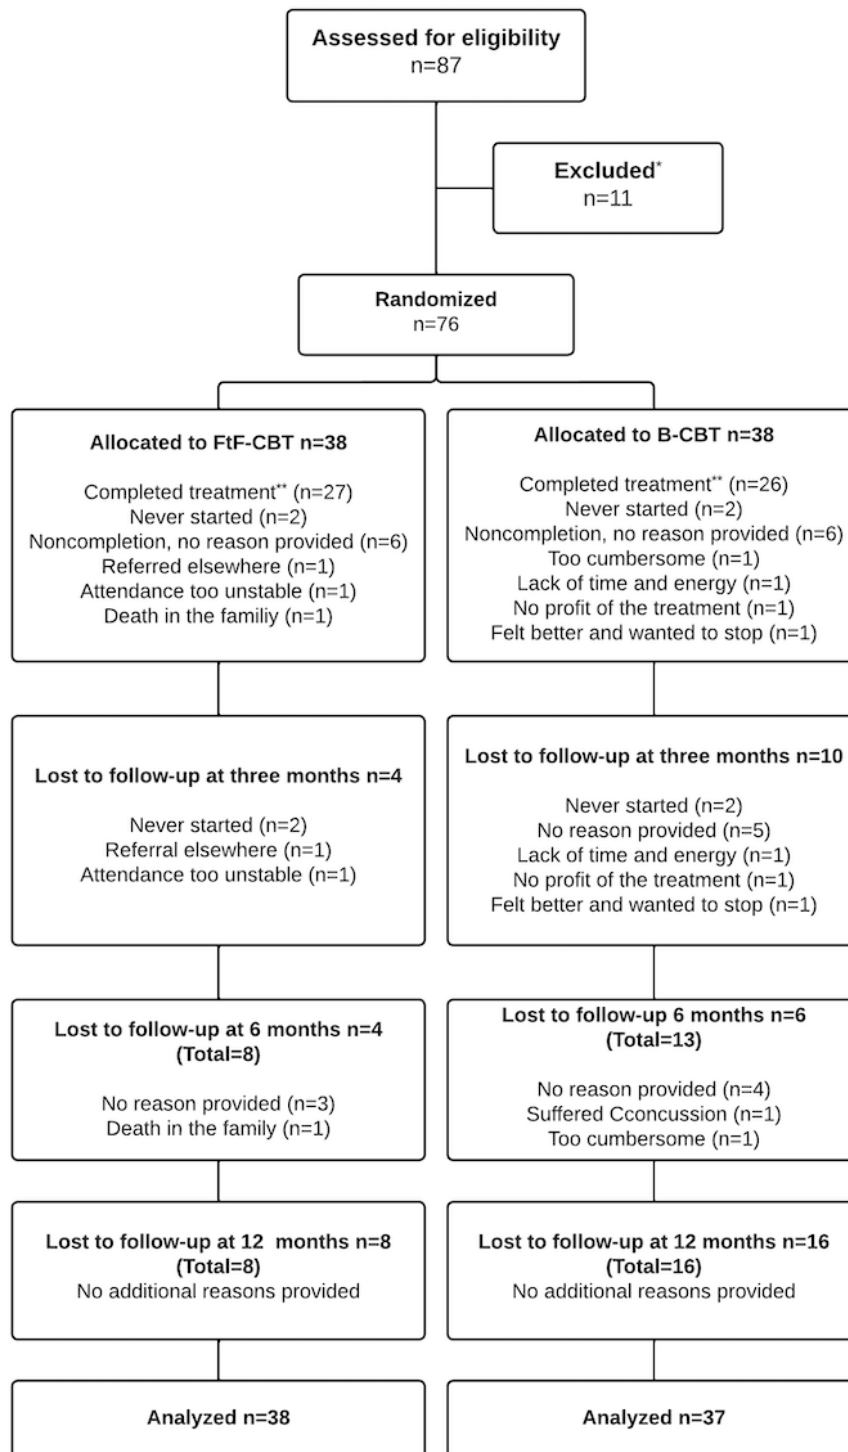 Assessed for eligibility
n=87
Excluded*
n=11
Randomized
n=76
Allocated to FtF-CBT n=38
Completed treatment** (n=27)
Never started (n=2)
Noncompletion, no reason provided (n=6)
Referred elsewhere (n=1)
Attendance too unstable (n=1)
Death in the familiy (n=1)
Allocated to B-CBT n=38
Completed treatment** (n=26)
Never started (n=2)
Noncompletion, no reason provided (n=6)
Too cumbersome (n=1)
Lack of time and energy (n=1)
No profit of the treatment (n=1)
Felt better and wanted to stop (n=1)
Lost to follow-up at three months n=4
Never started (n=2)
Referral elsewhere (n=1)
Attendance too unstable (n=1)
Lost to follow-up at three months n=10
Never started (n=2)
No reason provided (n=5)
Lack of time and energy (n=1)
No profit of the treatment (n=1)
Felt better and wanted to stop (n=1)
Lost to follow-up at 6 months n=4
(Total=8)
No reason provided (n=3)
Death in the family (n=1)
Lost to follow-up 6 months n=6
(Total=13)
No reason provided (n=4)
Suffered Cconcussion (n=1)
Too cumbersome (n=1)
Lost to follow-up at 12 months n=8
(Total=8)
No additional reasons provided
Lost to follow-up at 12 months n=16
(Total=16)
No additional reasons provided
Analyzed n=38
Analyzed n=37